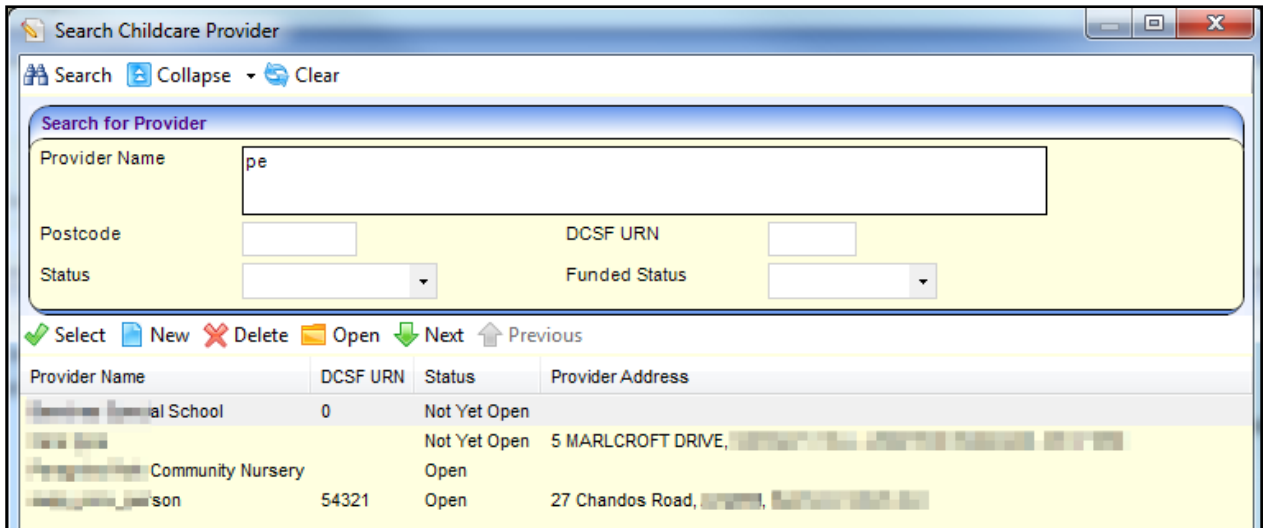 Search Childcare Provider
Search Collapse Clear
Search for Provider
Provider Name pe
Postcode DCSF URN
Status Funded Status
Select New Delete Open Next Previous
Provider Name DCSF URN Status Provider Address
School 0 Not Yet Open
Not Yet Open 5 MARLCROFT DRIVE,
Community Nursery Open
54321 Open 27 Chandos Road,